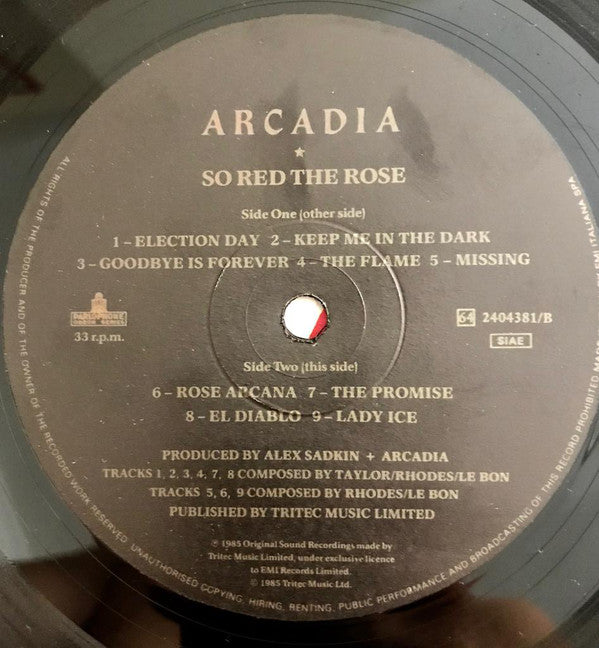 ARCADIA
SO RED THE ROSE
Side One (other side)
1 – ELECTION DAY 2 – KEEP ME IN THE DARK
3 – GOODBYE IS FOREVER 4 – THE FLAME 5 – MISSING
PARLOPHONE
ODEON SERIES
33 r.p.m.
64 2404381/B
SIAE
Side Two (this side)
6 – ROSE ARCANA 7 – THE PROMISE
8 – EL DIABLO 9 – LADY ICE
PRODUCED BY ALEX SADKIN + ARCADIA
TRACKS 1, 2, 3, 4, 7, 8 COMPOSED BY TAYLOR/RHODES/LE BON
TRACKS 5, 6, 9 COMPOSED BY RHODES/LE BON
PUBLISHED BY TRITEC MUSIC LIMITED
℗ 1985 Original Sound Recordings made by
Tritec Music Limited, under exclusive licence
to EMI Records Limited.
© 1985 Tritec Music Ltd.
ALL RIGHTS OF THE PRODUCER AND OF THE OWNER OF THE RECORDED WORK RESERVED. UNAUTHORISED COPYING, HIRING, RENTING, PUBLIC PERFORMANCE AND BROADCASTING OF THIS RECORD PROHIBITED. MADE BY EMI ITALIANA SPA